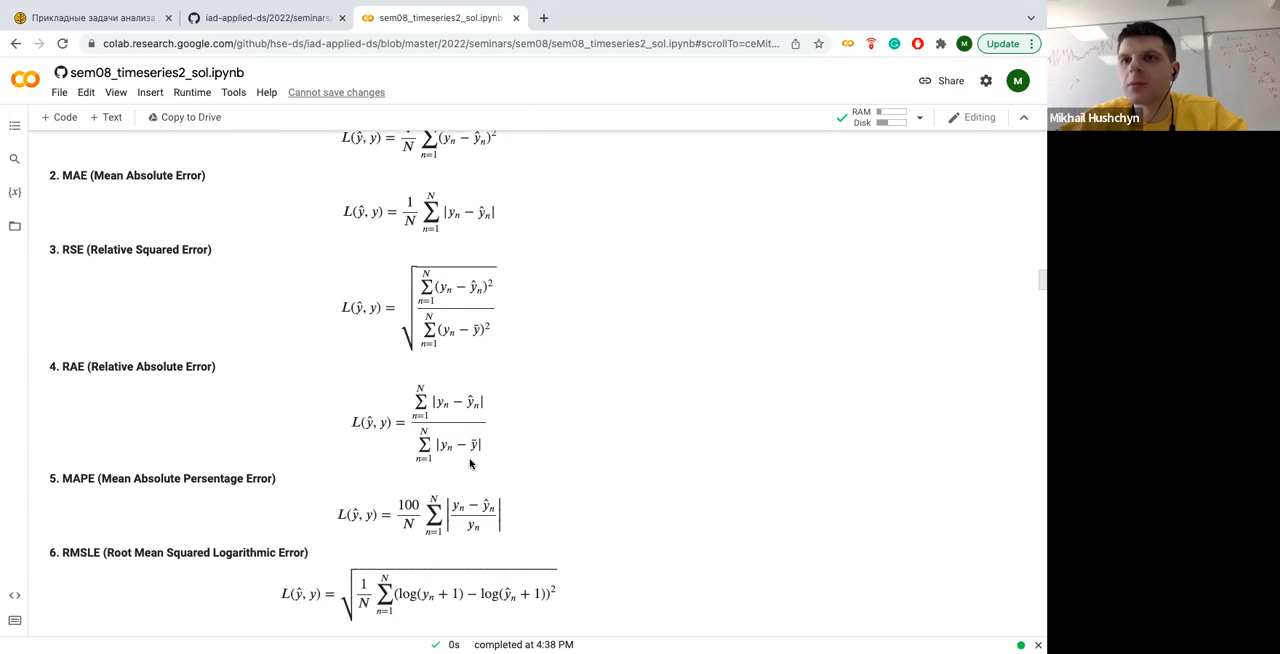 Прикладные задачи анализа
iad-applied-ds/2022/seminars/
sem08_timeseries2_sol.ipynb
colab.research.google.com/github/hse-ds/iad-applied-ds/blob/master/2022/seminars/sem08/sem08_timeseries2_sol.ipynb#scrollTo=ceMit...
M
Update
sem08_timeseries2_sol.ipynb
File Edit View Insert Runtime Tools Help Cannot save changes
Share
M
+ Code + Text Copy to Drive
RAM
Disk
Editing
L(ŷ, y) = 1/N ∑_{n=1} (y_n − ŷ_n)²
2. MAE (Mean Absolute Error)
L(ŷ, y) = 1/N ∑_{n=1}^{N} |y_n − ŷ_n|
3. RSE (Relative Squared Error)
L(ŷ, y) = √(∑_{n=1}^{N} (y_n − ŷ_n)² / ∑_{n=1}^{N} (y_n − ȳ)²)
4. RAE (Relative Absolute Error)
L(ŷ, y) = ∑_{n=1}^{N} |y_n − ŷ_n| / ∑_{n=1}^{N} |y_n − ȳ|
5. MAPE (Mean Absolute Percentage Error)
L(ŷ, y) = 100/N ∑_{n=1}^{N} |(y_n − ŷ_n) / y_n|
6. RMSLE (Root Mean Squared Logarithmic Error)
L(ŷ, y) = √(1/N ∑_{n=1}^{N} (log(y_n + 1) − log(ŷ_n + 1))²)
0s completed at 4:38 PM
Mikhail Hushchyn